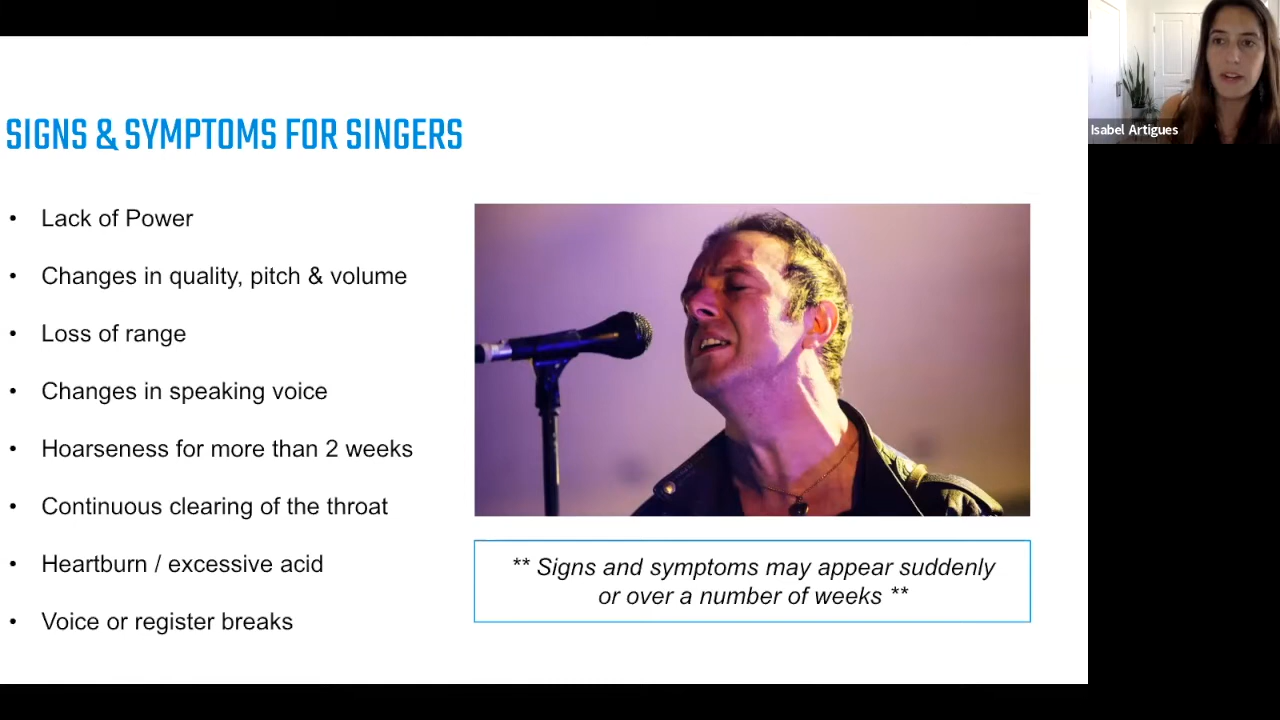 SIGNS & SYMPTOMS FOR SINGERS
• Lack of Power
• Changes in quality, pitch & volume
• Loss of range
• Changes in speaking voice
• Hoarseness for more than 2 weeks
• Continuous clearing of the throat
• Heartburn / excessive acid
• Voice or register breaks
** Signs and symptoms may appear suddenly
or over a number of weeks **
Isabel Artigues